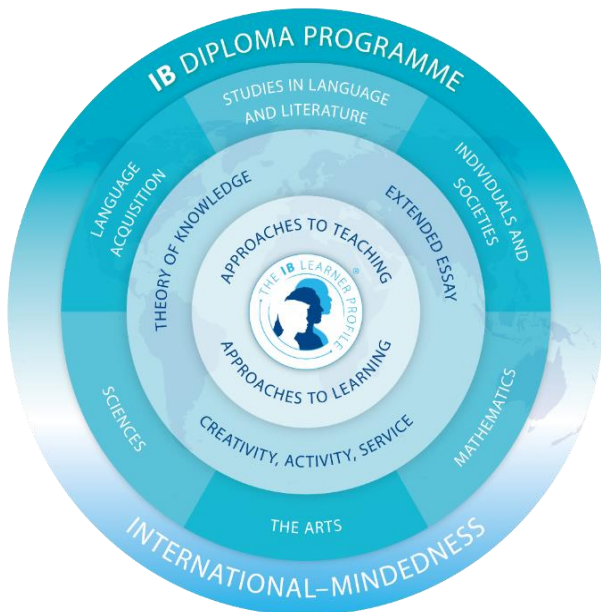 IB DIPLOMA PROGRAMME
STUDIES IN LANGUAGE
AND LITERATURE
LANGUAGE
ACQUISITION
INDIVIDUALS AND
SOCIETIES
THEORY OF KNOWLEDGE
EXTENDED ESSAY
APPROACHES TO TEACHING
THE IB LEARNER PROFILE®
APPROACHES TO LEARNING
CREATIVITY, ACTIVITY, SERVICE
SCIENCES
MATHEMATICS
THE ARTS
INTERNATIONAL–MINDEDNESS